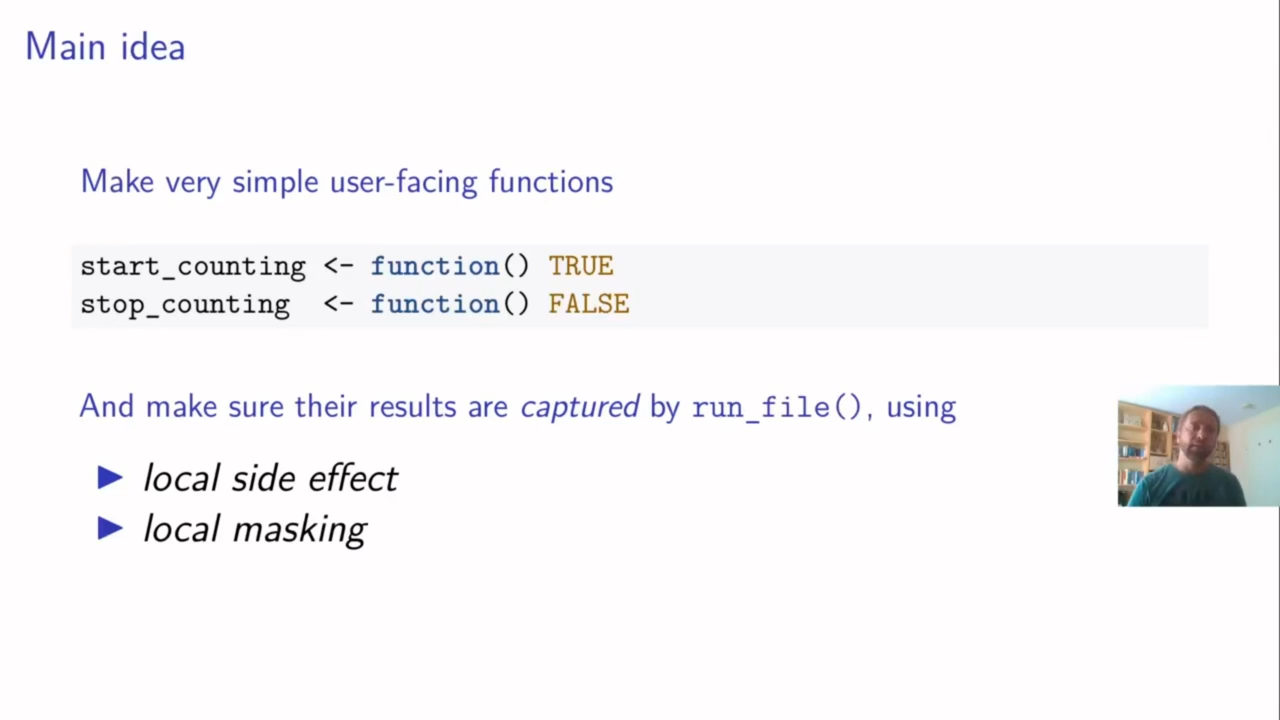 Main idea
Make very simple user-facing functions
start_counting <- function() TRUE
stop_counting  <- function() FALSE
And make sure their results are captured by run_file(), using
▶ local side effect
▶ local masking